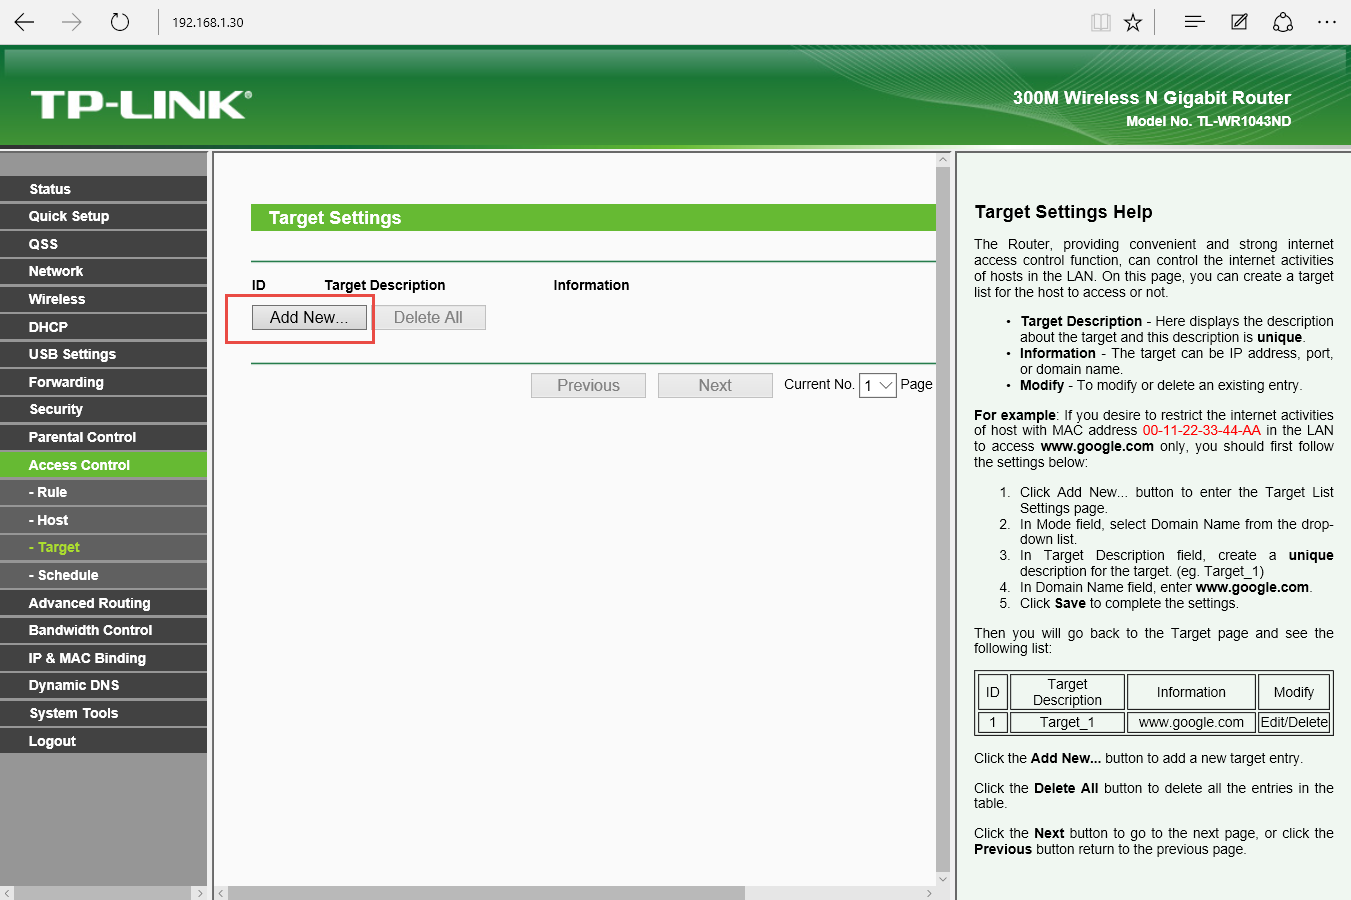 192.168.1.30
TP-LINK®
300M Wireless N Gigabit Router
Model No. TL-WR1043ND
Status
Quick Setup
QSS
Network
Wireless
DHCP
USB Settings
Forwarding
Security
Parental Control
Access Control
- Rule
- Host
- Target
- Schedule
Advanced Routing
Bandwidth Control
IP & MAC Binding
Dynamic DNS
System Tools
Logout
Target Settings
ID Target Description Information
Add New... Delete All
Previous Next Current No. 1 Page
Target Settings Help
The Router, providing convenient and strong internet
access control function, can control the internet activities
of hosts in the LAN. On this page, you can create a target
list for the host to access or not.
• Target Description - Here displays the description
about the target and this description is unique.
• Information - The target can be IP address, port,
or domain name.
• Modify - To modify or delete an existing entry.
For example: If you desire to restrict the internet activities
of host with MAC address 00-11-22-33-44-AA in the LAN
to access www.google.com only, you should first follow
the settings below:
1. Click Add New... button to enter the Target List
Settings page.
2. In Mode field, select Domain Name from the drop-
down list.
3. In Target Description field, create a unique
description for the target. (eg. Target_1)
4. In Domain Name field, enter www.google.com.
5. Click Save to complete the settings.
Then you will go back to the Target page and see the
following list:
ID Target Description Information Modify
1 Target_1 www.google.com Edit/Delete
Click the Add New... button to add a new target entry.
Click the Delete All button to delete all the entries in the
table.
Click the Next button to go to the next page, or click the
Previous button return to the previous page.